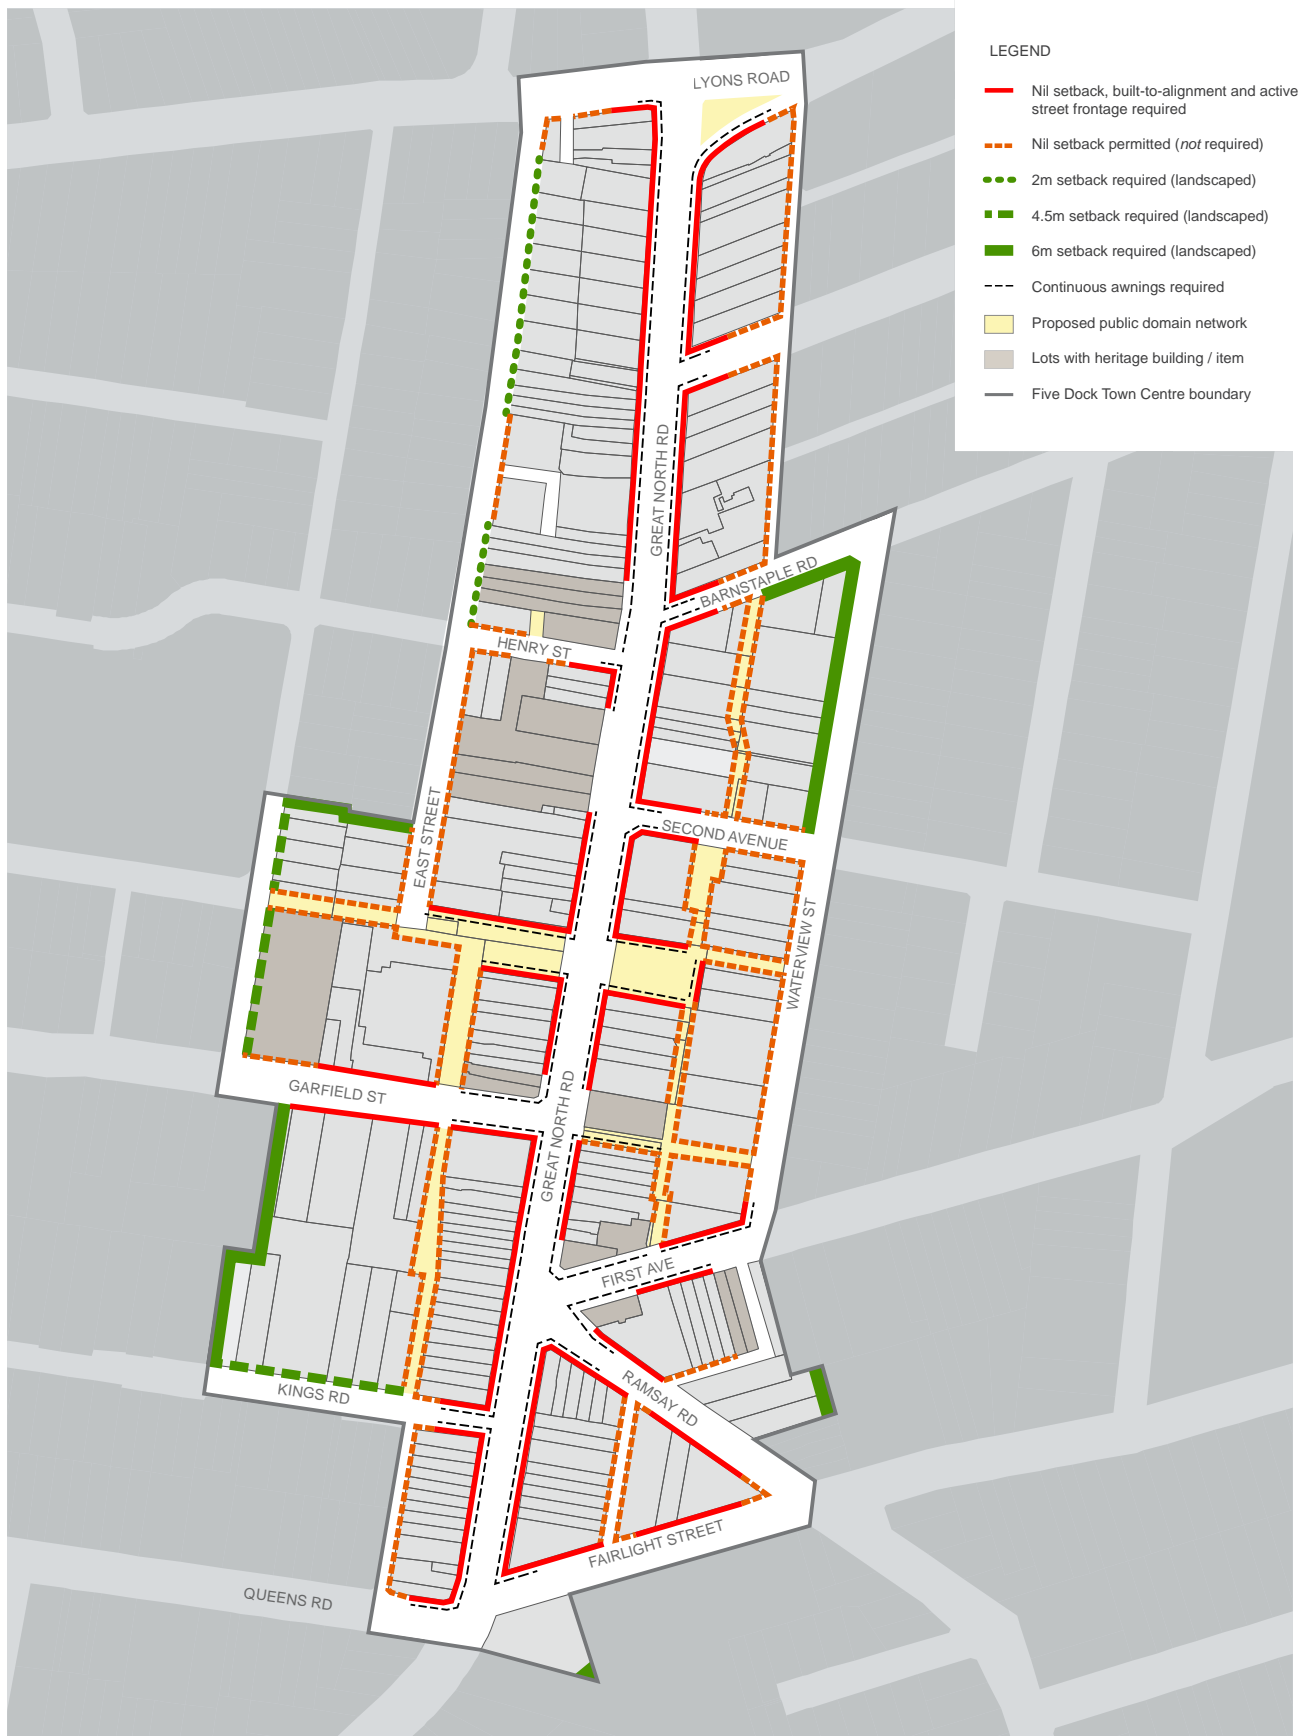 LEGEND
Nil setback, built-to-alignment and active
street frontage required
Nil setback permitted (not required)
2m setback required (landscaped)
4.5m setback required (landscaped)
6m setback required (landscaped)
Continuous awnings required
Proposed public domain network
Lots with heritage building / item
Five Dock Town Centre boundary
LYONS ROAD
GREAT NORTH RD
BARNSTAPLE RD
HENRY ST
EAST STREET
SECOND AVENUE
WATERVIEW ST
GARFIELD ST
GREAT NORTH RD
FIRST AVE
KINGS RD
RAMSAY RD
FAIRLIGHT STREET
QUEENS RD